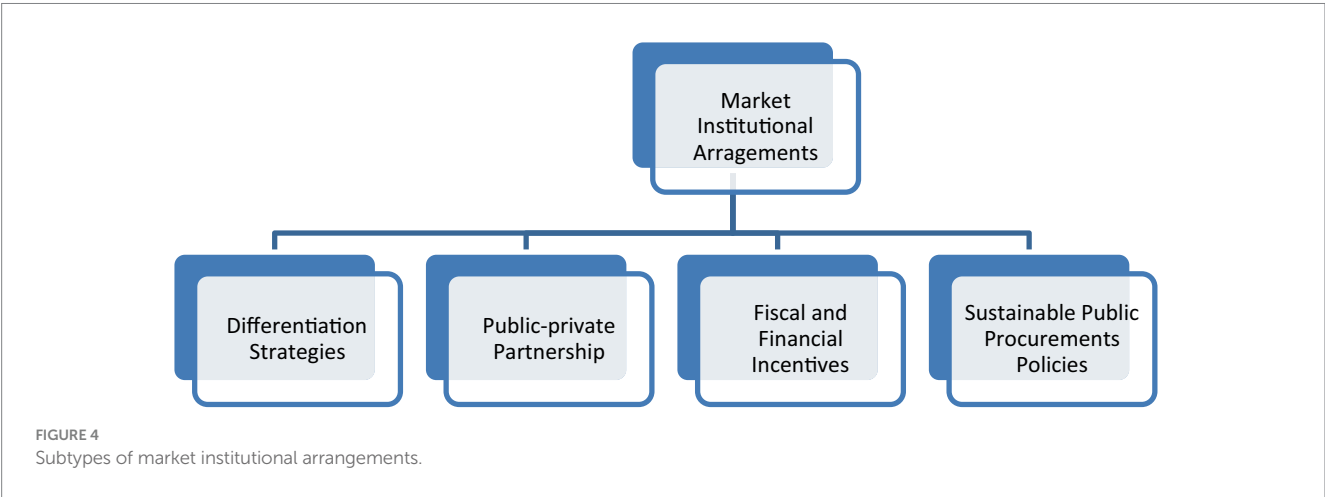 Market
Institutional
Arragements
Differentiation
Strategies
Public-private
Partnership
Fiscal and
Financial
Incentives
Sustainable Public
Procurements
Policies
FIGURE 4
Subtypes of market institutional arrangements.